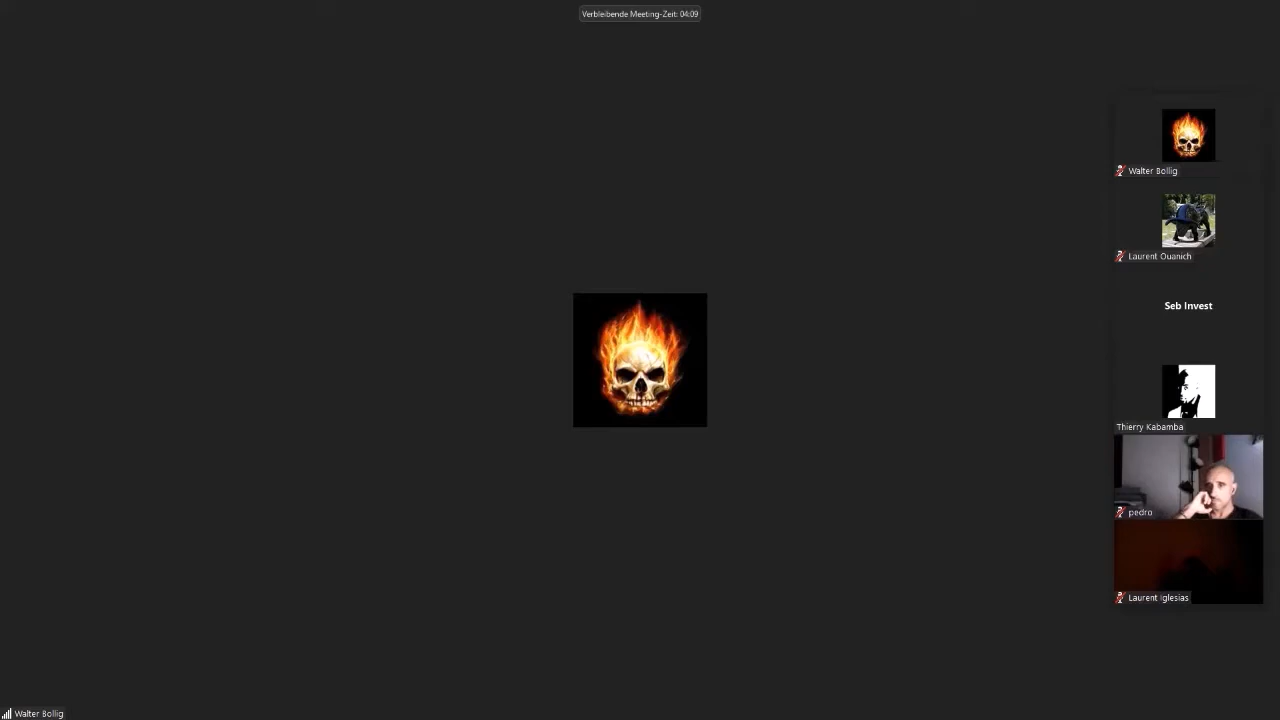 Verbleibende Meeting-Zeit: 04:09
Walter Bollig
Laurent Ouanich
Seb Invest
Thierry Kabamba
pedro
Laurent Iglesias
Walter Bollig